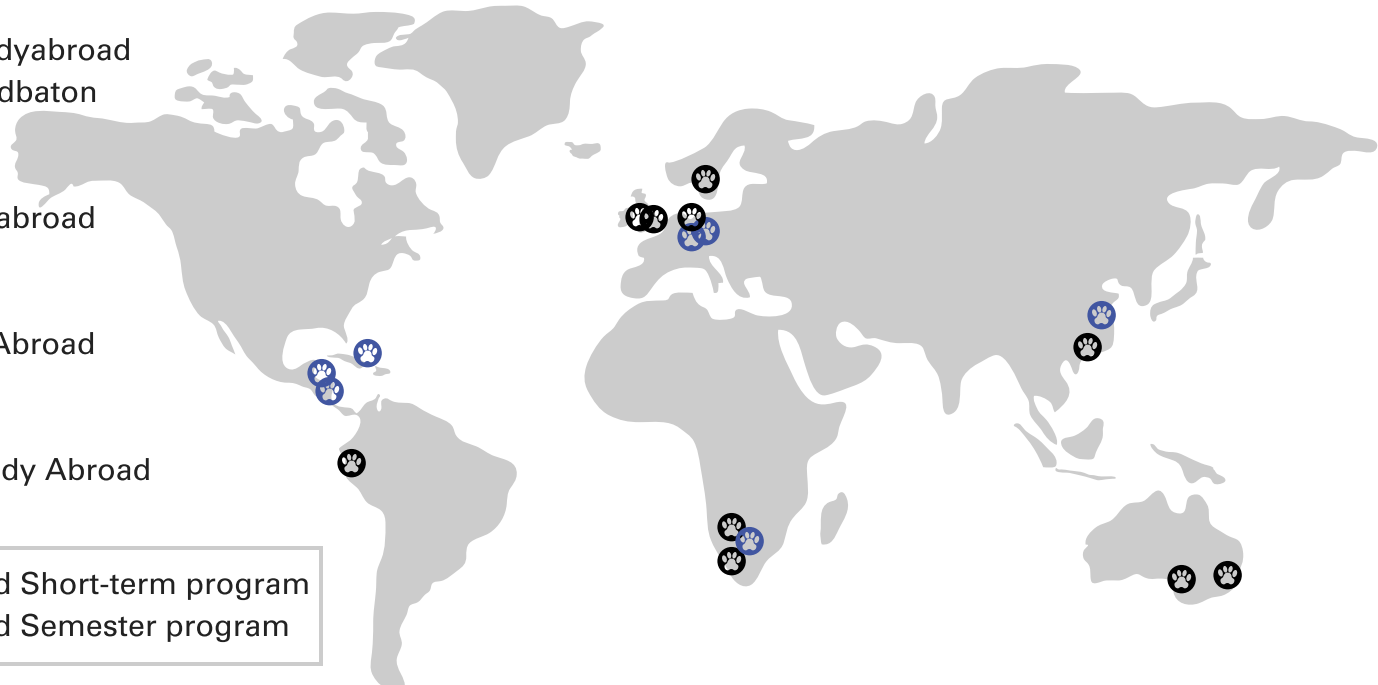 dyabroad
dbaton
abroad
Abroad
dy Abroad
d Short-term program
d Semester program